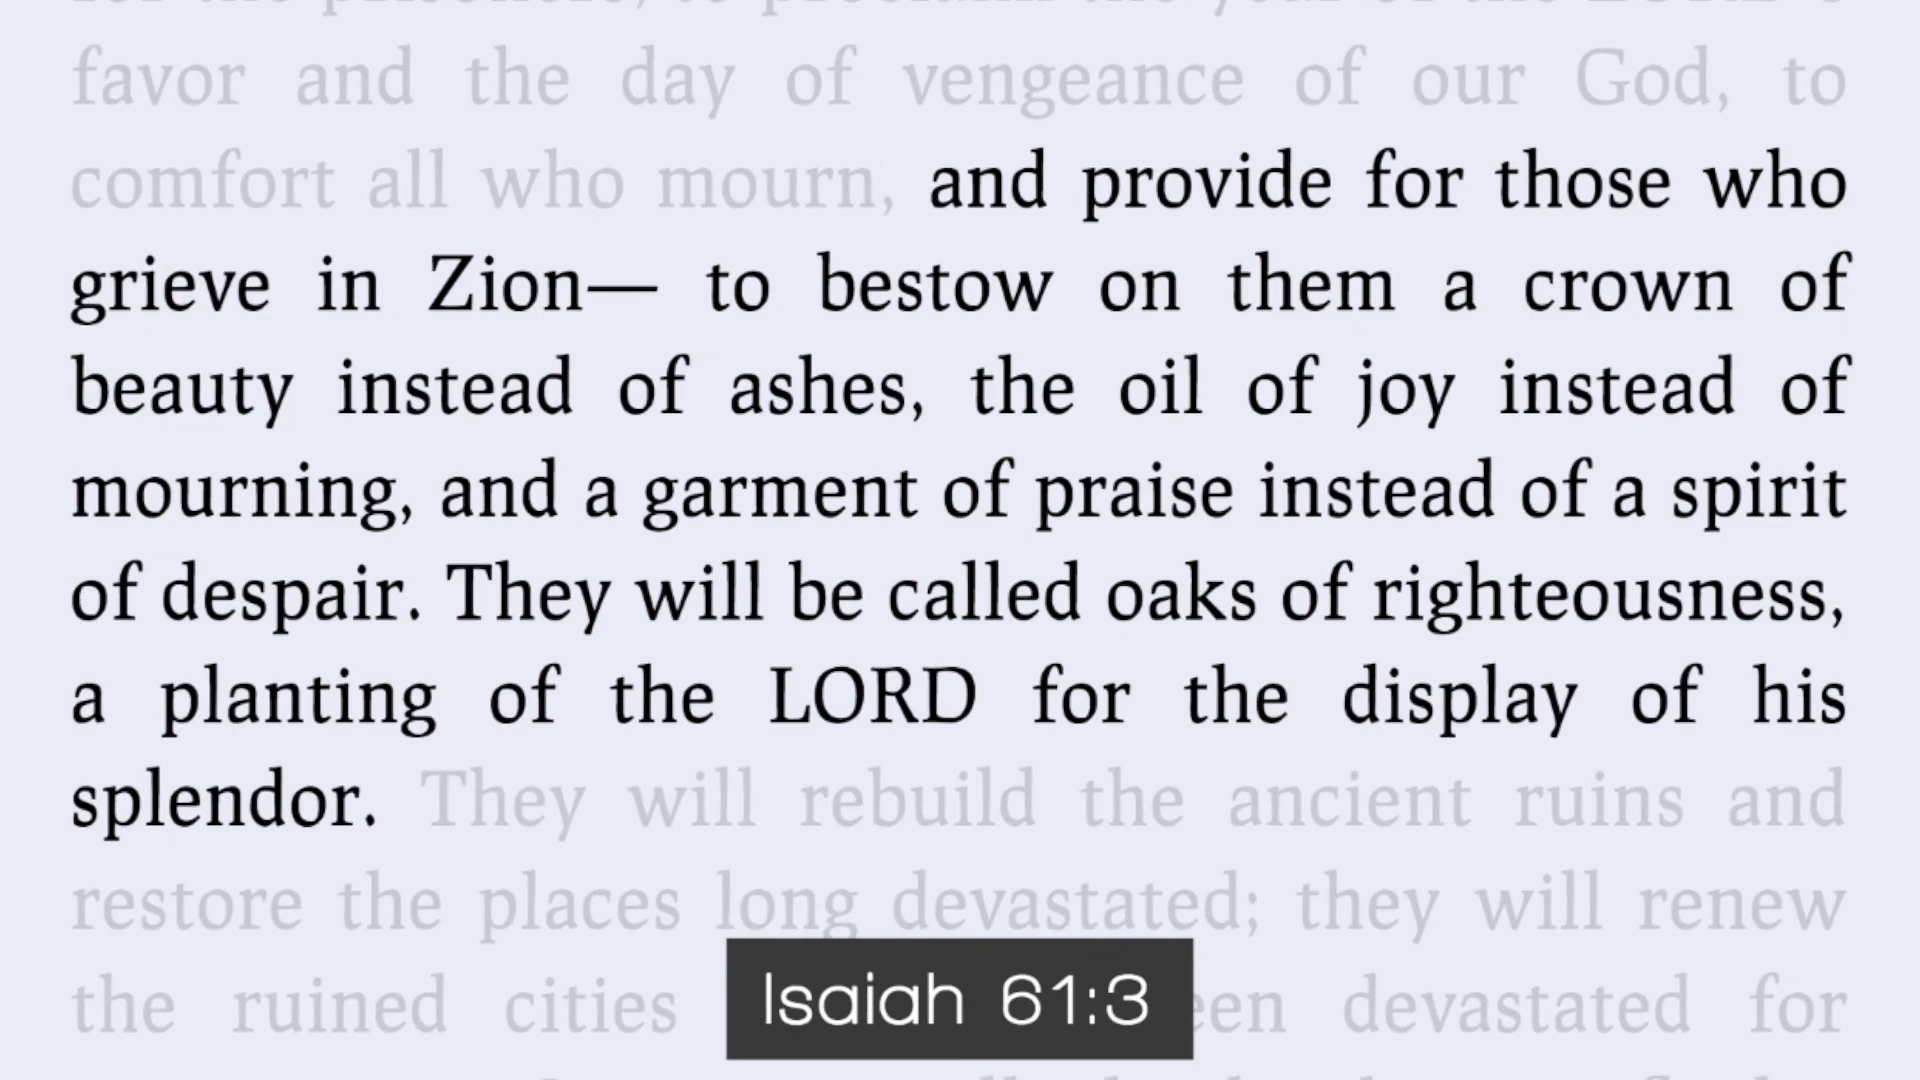 favor and the day of vengeance of our God, to
comfort all who mourn, and provide for those who
grieve in Zion— to bestow on them a crown of
beauty instead of ashes, the oil of joy instead of
mourning, and a garment of praise instead of a spirit
of despair. They will be called oaks of righteousness,
a planting of the LORD for the display of his
splendor. They will rebuild the ancient ruins and
restore the places long devastated; they will renew
the ruined cities devastated for
Isaiah 61:3